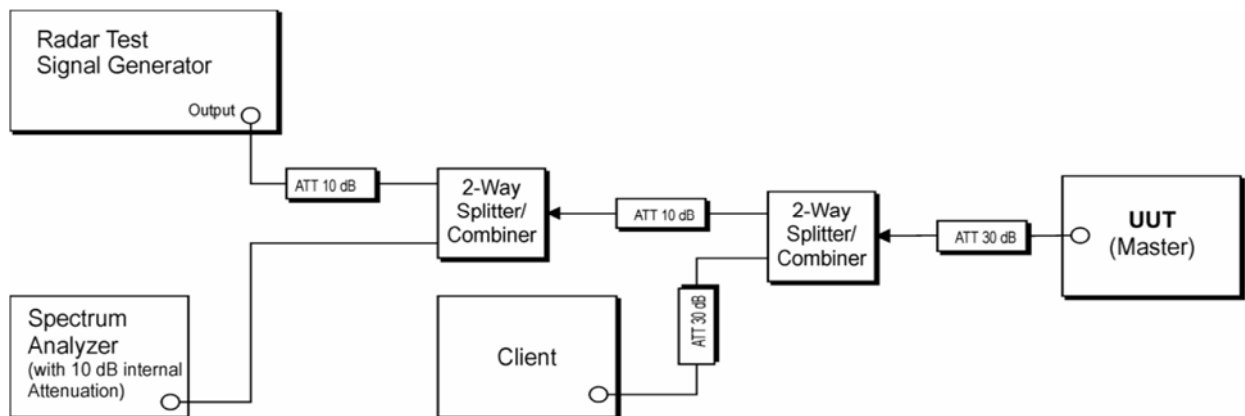 Radar Test
Signal Generator
Output
ATT 10 dB
2-Way
Splitter/
Combiner
ATT 10 dB
2-Way
Splitter/
Combiner
ATT 30 dB
UUT
(Master)
Spectrum
Analyzer
(with 10 dB internal
Attenuation)
Client
ATT 30 dB